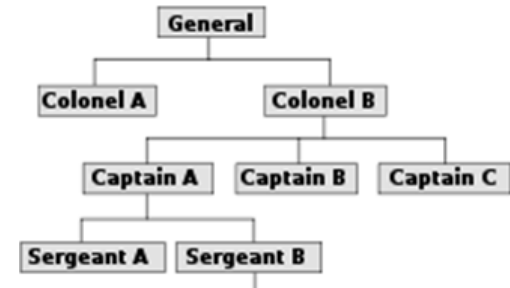 General
Colonel A
Colonel B
Captain A
Captain B
Captain C
Sergeant A
Sergeant B